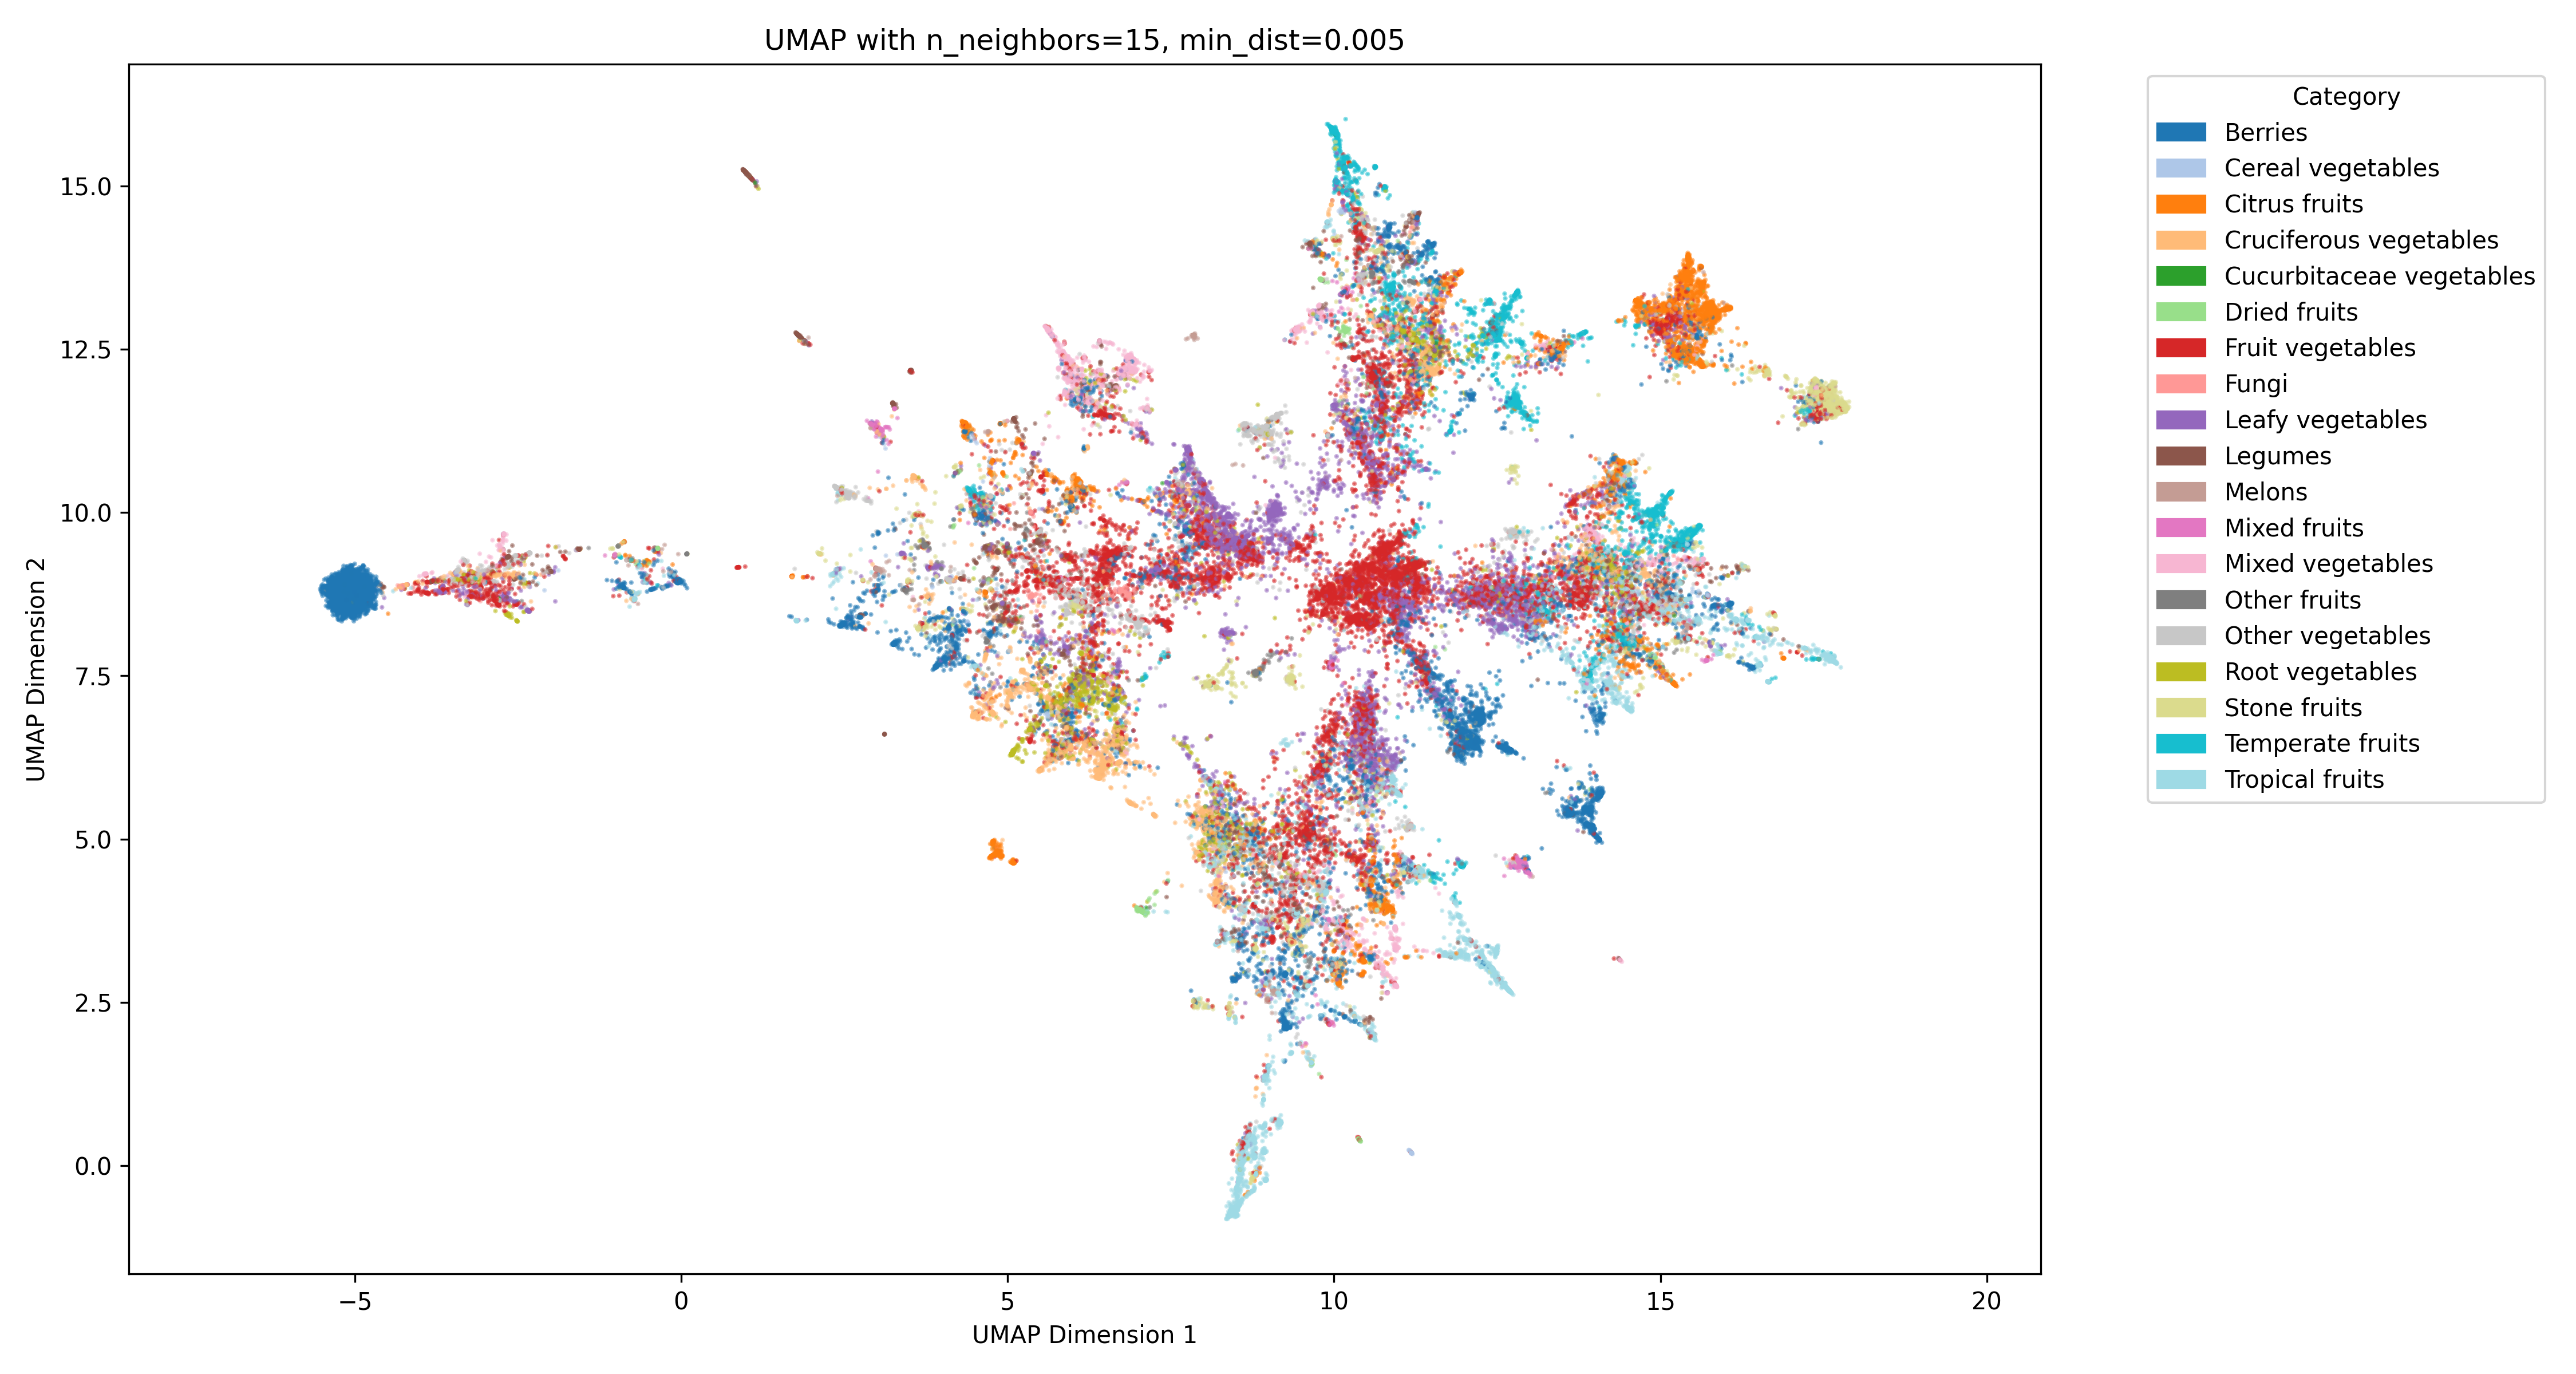 UMAP with n_neighbors=15, min_dist=0.005
UMAP Dimension 2
15.0
12.5
10.0
7.5
5.0
2.5
0.0
−5
0
5
10
15
20
UMAP Dimension 1
Category
Berries
Cereal vegetables
Citrus fruits
Cruciferous vegetables
Cucurbitaceae vegetables
Dried fruits
Fruit vegetables
Fungi
Leafy vegetables
Legumes
Melons
Mixed fruits
Mixed vegetables
Other fruits
Other vegetables
Root vegetables
Stone fruits
Temperate fruits
Tropical fruits